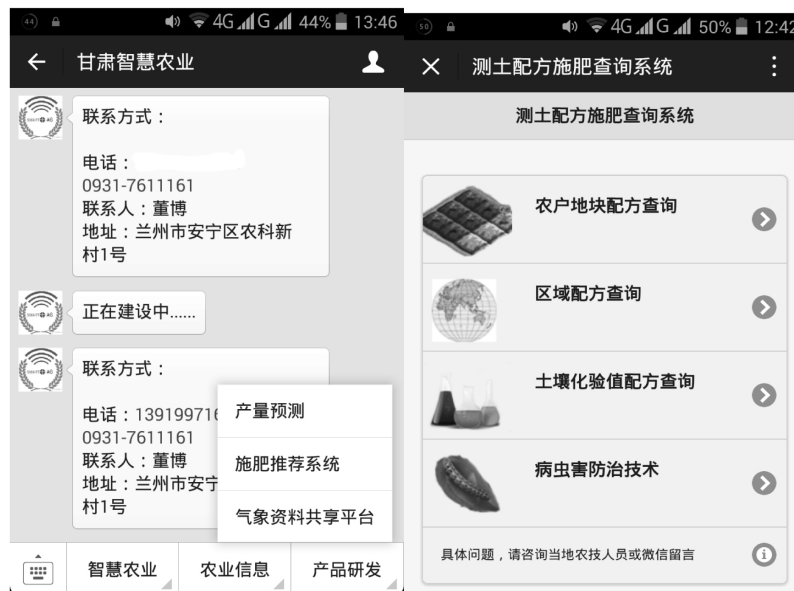 44
4G
G
44%
13:46
甘肃智慧农业
联系方式：
电话：
0931-7611161
联系人：董博
地址：兰州市安宁区农科新
村1号
正在建设中......
联系方式：
电话：139199716
0931-7611161
联系人：董博
地址：兰州市安宁
村1号
产量预测
施肥推荐系统
气象资料共享平台
智慧农业
农业信息
产品研发
50
4G
G
50%
12:42
测土配方施肥查询系统
测土配方施肥查询系统
农户地块配方查询
区域配方查询
土壤化验值配方查询
病虫害防治技术
具体问题，请咨询当地农技人员或微信留言